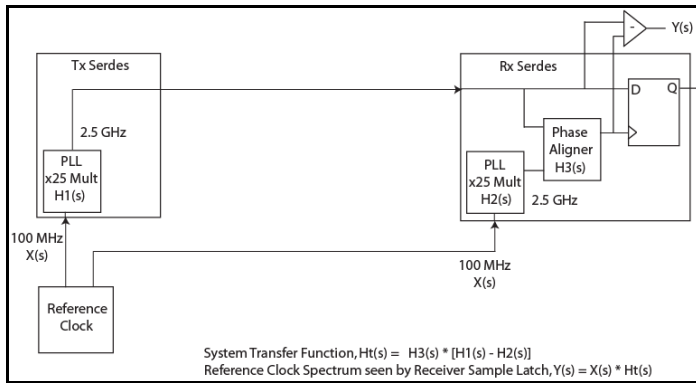 Y(s)
-
Tx Serdes
Rx Serdes
D Q
2.5 GHz
PLL
x25 Mult
H1(s)
Phase
Aligner
H3(s)
PLL
x25 Mult
H2(s)
2.5 GHz
100 MHz
X(s)
100 MHz
X(s)
Reference
Clock
System Transfer Function, Ht(s) = H3(s) * [H1(s) - H2(s)]
Reference Clock Spectrum seen by Receiver Sample Latch, Y(s) = X(s) * Ht(s)